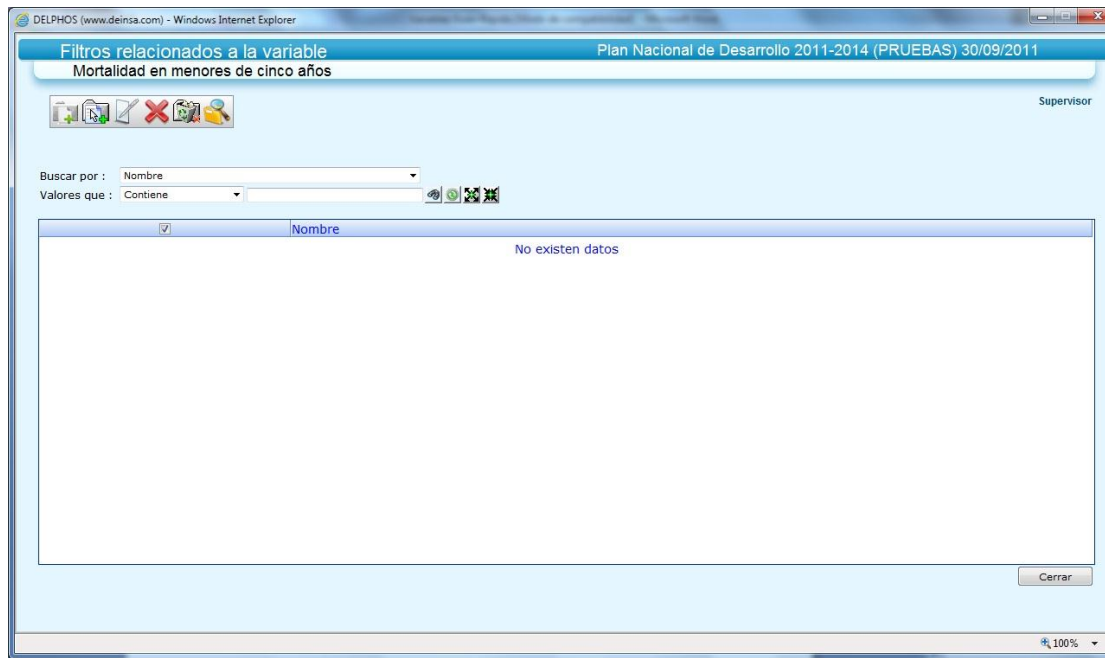 DELPHOS (www.deinsa.com) - Windows Internet Explorer
Filtros relacionados a la variable
Plan Nacional de Desarrollo 2011-2014 (PRUEBAS) 30/09/2011
Mortalidad en menores de cinco años
Supervisor
Buscar por : Nombre
Valores que : Contiene
Nombre
No existen datos
Cerrar
100%